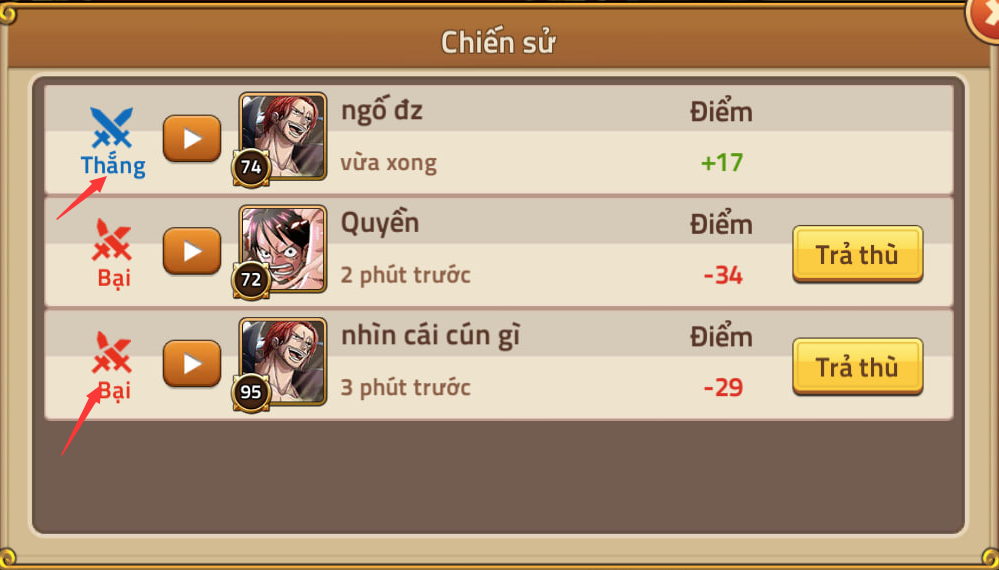 Chiến sử
Thắng
74
ngố đz
vừa xong
Điểm
+17
Bại
72
Quyền
2 phút trước
Điểm
-34
Trả thù
Bại
95
nhìn cái cún gì
3 phút trước
Điểm
-29
Trả thù